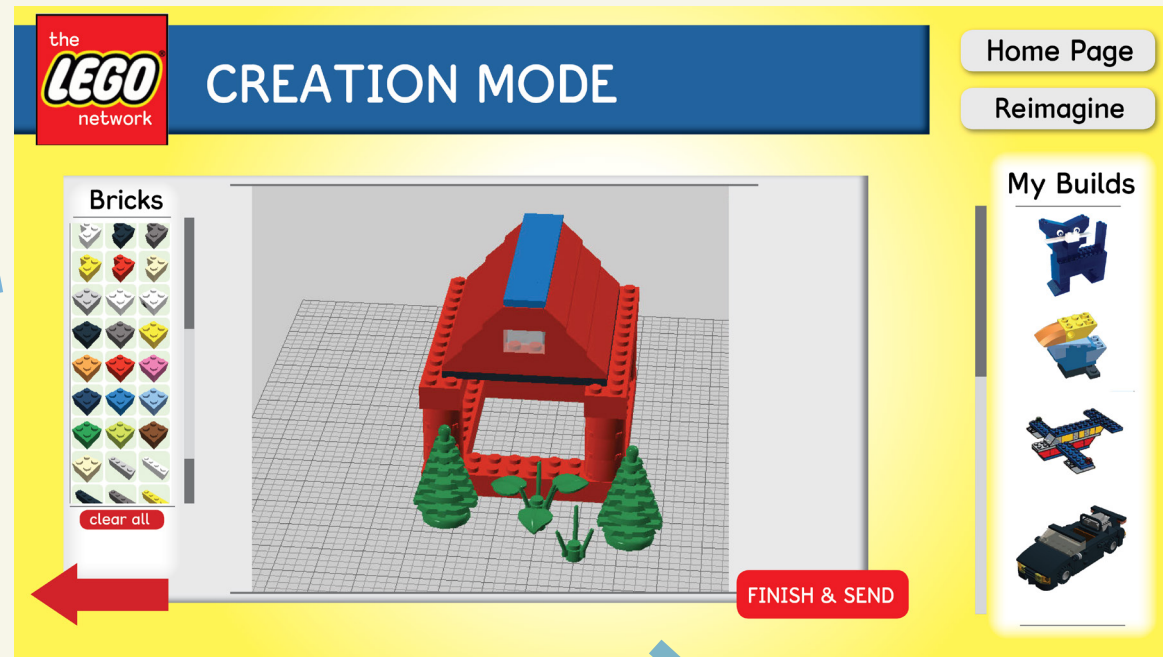 the
LEGO
network
CREATION MODE
Home Page
Reimagine
Bricks
clear all
FINISH & SEND
My Builds